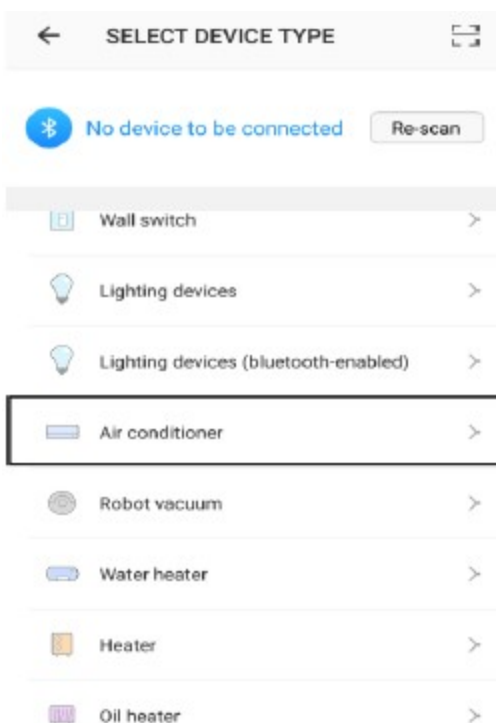 SELECT DEVICE TYPE
No device to be connected Re-scan
Wall switch
Lighting devices
Lighting devices (bluetooth-enabled)
Air conditioner
Robot vacuum
Water heater
Heater
Oil heater